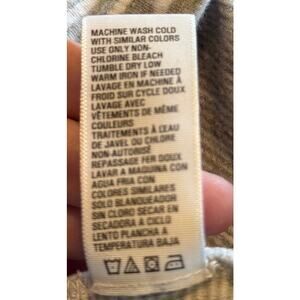 MACHINE WASH COLD
WITH SIMILAR COLORS
USE ONLY NON-
CHLORINE BLEACH
TUMBLE DRY LOW
WARM IRON IF NEEDED
LAVAGE EN MACHINE À
FROID SUR CYCLE DOUX
LAVAGE AVEC
VÊTEMENTS DE MÊME
COULEURS
TRAITEMENTS À L'EAU
DE JAVEL OU CHLORE
NON-AUTORISÉ
REPASSAGE FER DOUX
LAVAR A MAQUINA CON
AGUA FRIA CON
COLORES SIMILARES
SOLO BLANQUEADOR
SIN CLORO SECAR EN
SECADORA A CICLO
LENTO PLANCHA A
TEMPERATURA BAJA